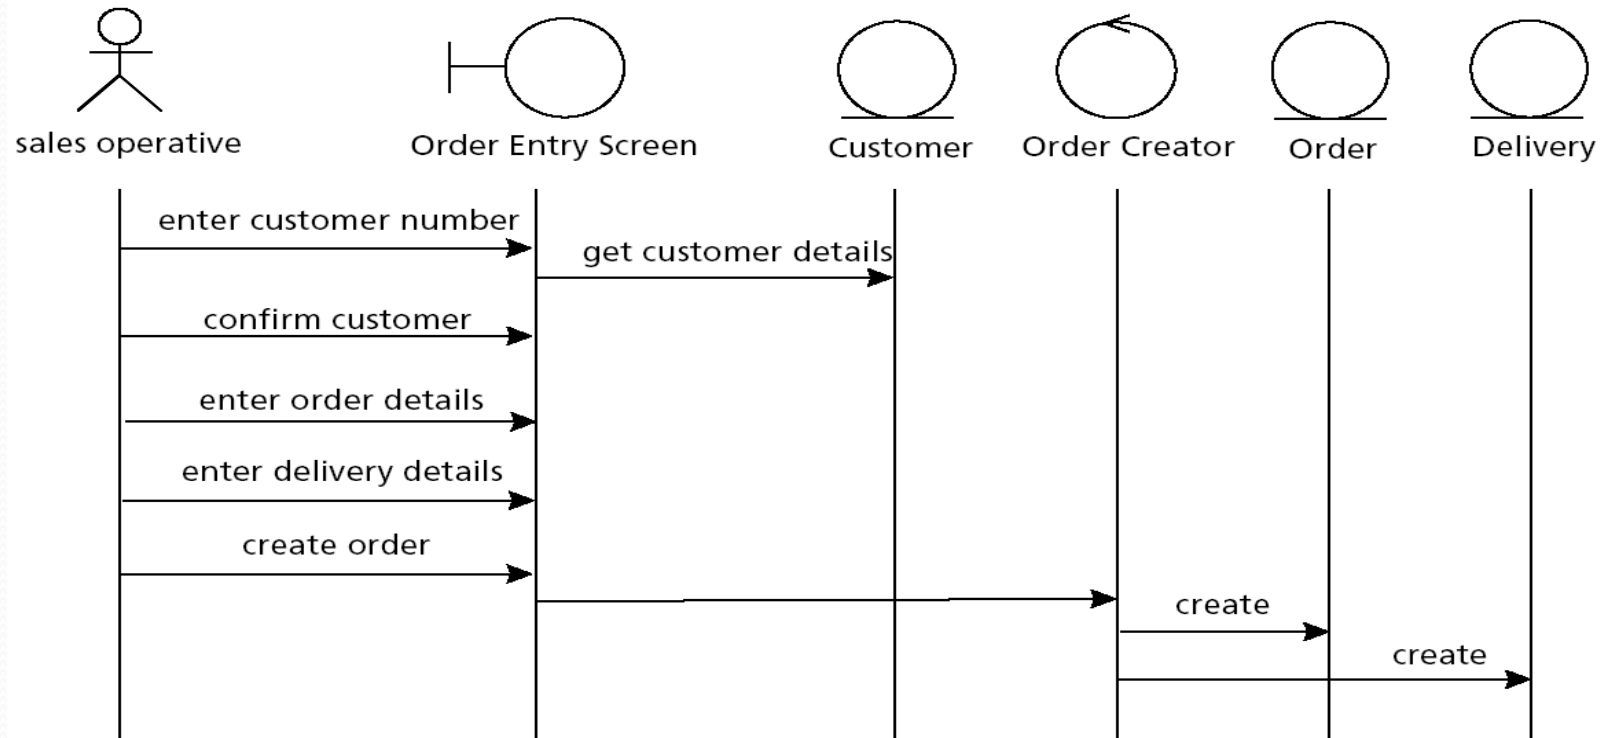 sales operative
Order Entry Screen
Customer
Order Creator
Order
Delivery
enter customer number
get customer details
confirm customer
enter order details
enter delivery details
create order
create
create